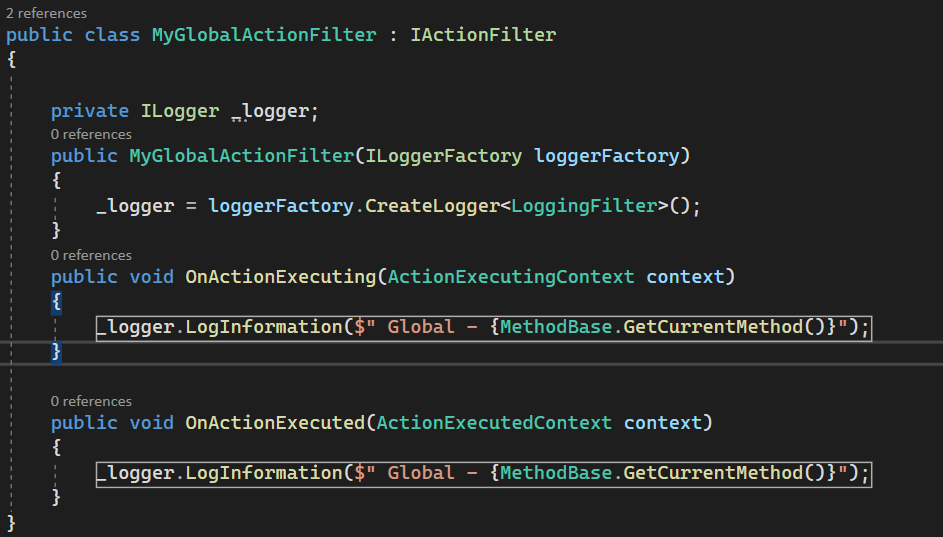 2 references
public class MyGlobalActionFilter : IActionFilter
{
private ILogger _logger;
0 references
public MyGlobalActionFilter(ILoggerFactory loggerFactory)
{
_logger = loggerFactory.CreateLogger<LoggingFilter>();
}
0 references
public void OnActionExecuting(ActionExecutingContext context)
{
_logger.LogInformation($" Global - {MethodBase.GetCurrentMethod()}");
}
0 references
public void OnActionExecuted(ActionExecutedContext context)
{
_logger.LogInformation($" Global - {MethodBase.GetCurrentMethod()}");
}
}